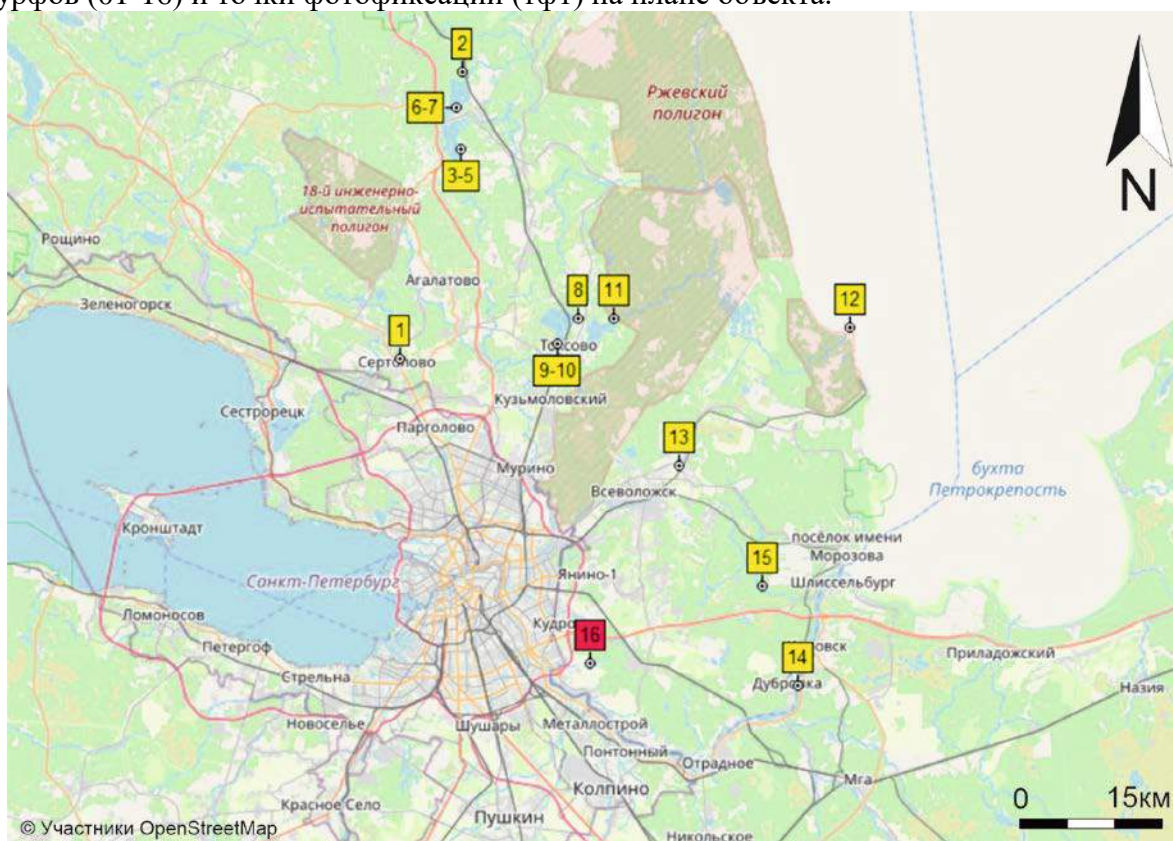 (61-16) и точки фотофиксации (тфт) на плане объекта.
2
Ржевский
полигон
6-7
3-5
N
18-й инженерно-
испытательный
полигон
Рощино
Агалатово
8
11
12
Зеленогорск
1
Токсово
Сертолово
9-10
Кузьмоловский
Сестрорецк
Парголово
13
Мурино
бухта
Петрокрепость
Всеволожск
Кронштадт
посёлок имени
Морозова
15
Янино-1
Шлиссельбург
Санкт-Петербург
Ломоносов
Кудро
16
Петергоф
14
овск
Приладожский
Стрельна
Дубровка
Назия
Новоселье
Шушары
Металлострой
Понтонный
Отрадное
Мга
Колпино
0 15км
Красное Село
Пушкин
© Участники OpenStreetMap
Никольское